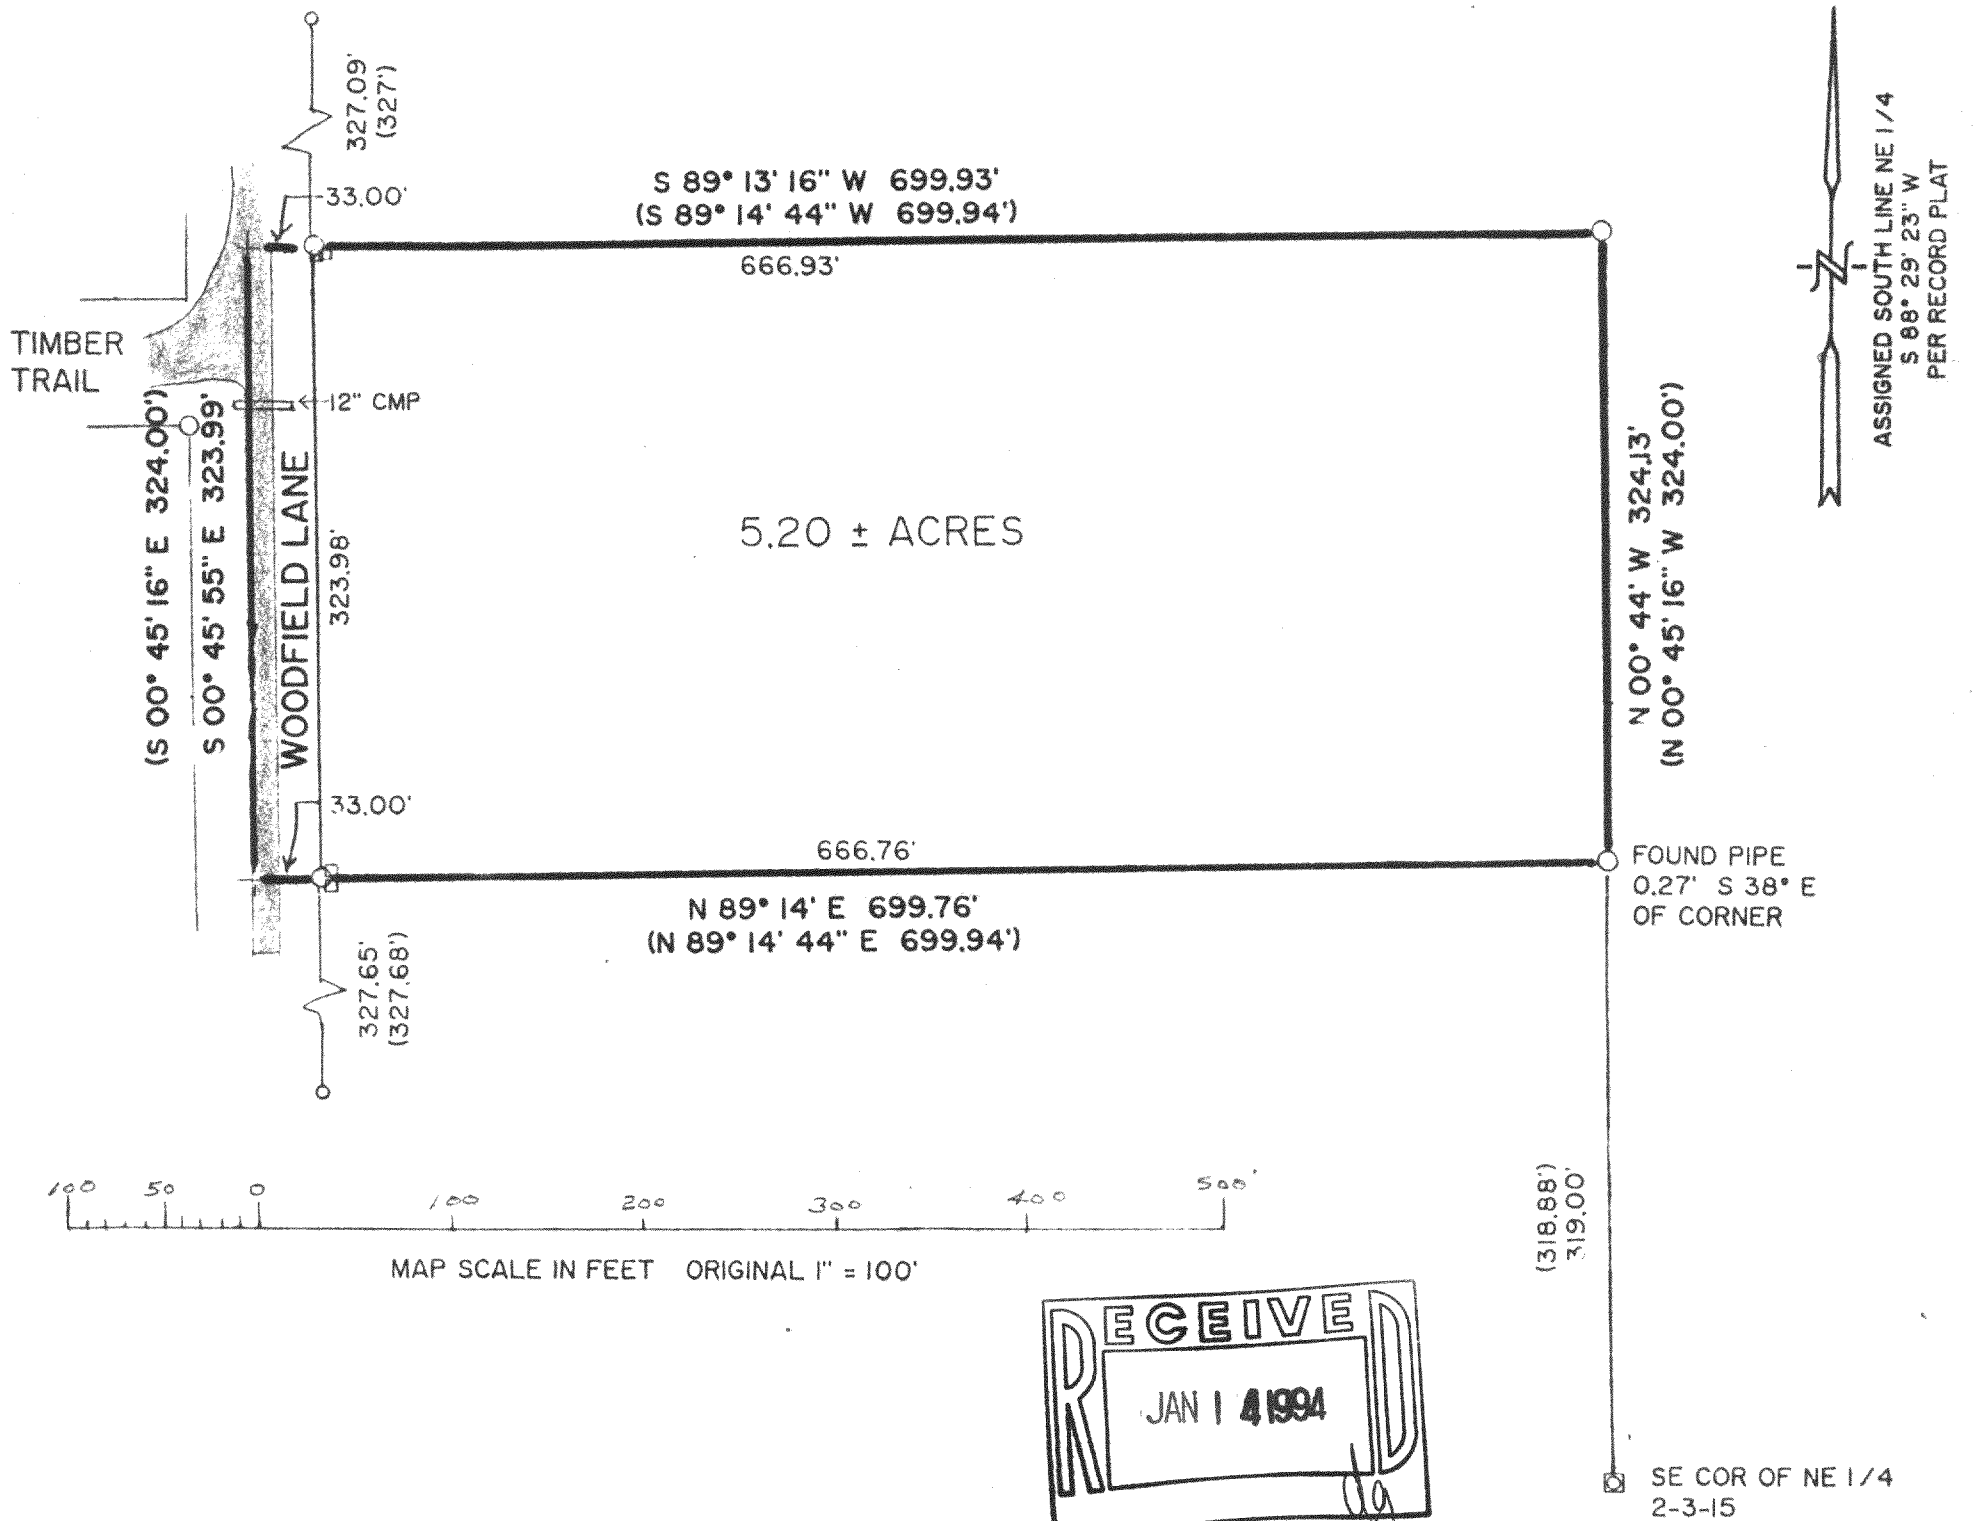 327.09'
(327')
33.00'
S 89° 13' 16" W 699.93'
(S 89° 14' 44" W 699.94')
666.93'
ASSIGNED SOUTH LINE NE 1/4
S 88° 29' 23" W
PER RECORD PLAT
N
TIMBER
TRAIL
12" CMP
(S 00° 45' 16" E 324.00')
S 00° 45' 55" E 323.99'
WOODFIELD LANE
323.98'
5.20 ± ACRES
N 00° 44' W 324.13'
(N 00° 45' 16" W 324.00')
33.00'
666.76'
N 89° 14' E 699.76'
(N 89° 14' 44" E 699.94')
FOUND PIPE
0.27' S 38° E
OF CORNER
327.65'
(327.68')
100 50 0 100 200 300 400 500'
MAP SCALE IN FEET ORIGINAL 1" = 100'
(318.88')
319.00'
RECEIVED
JAN 14 1994
SE COR OF NE 1/4
2-3-15